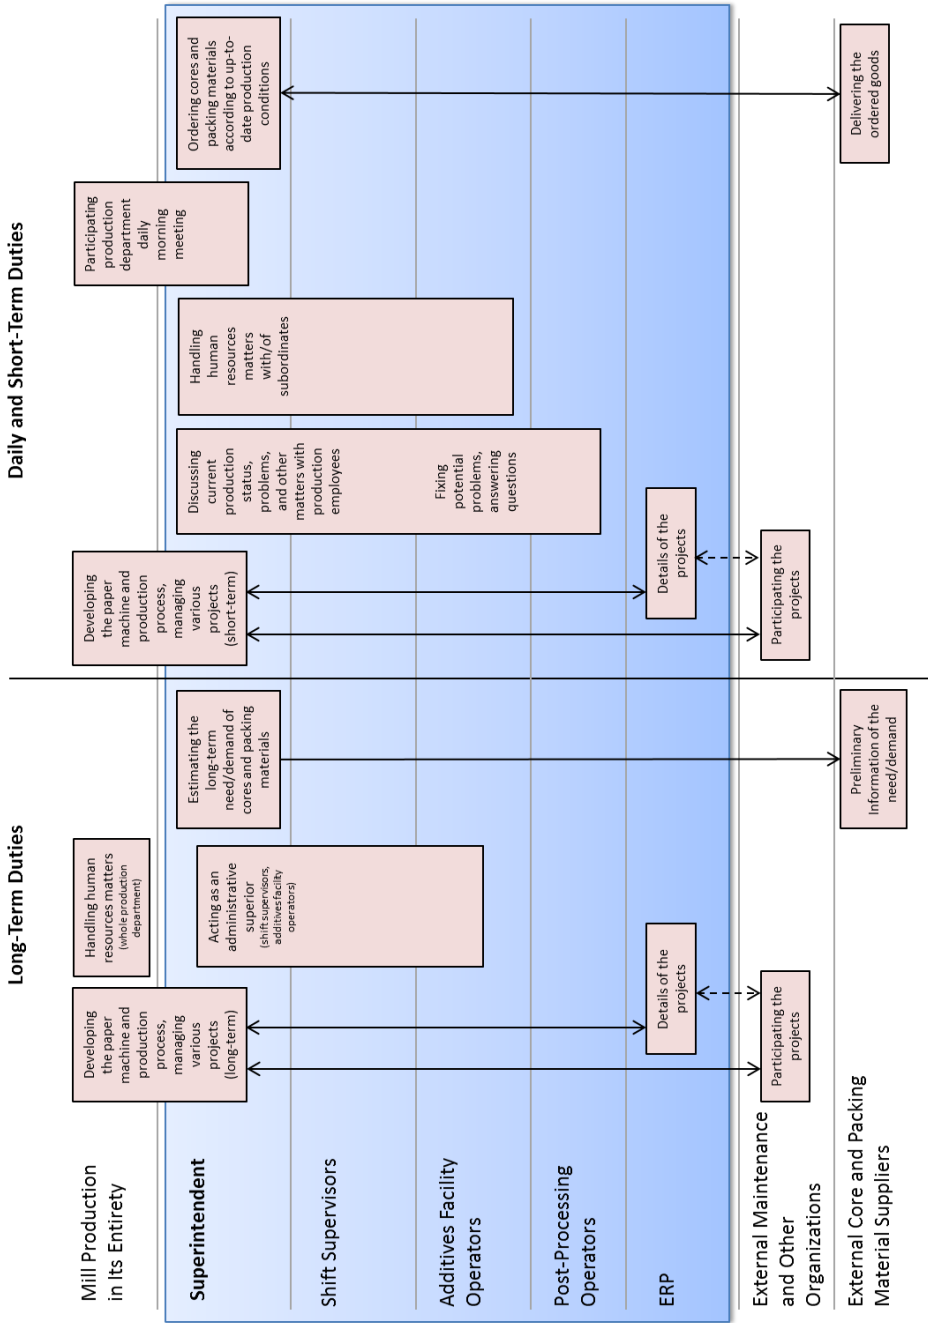 Long-Term Duties
Daily and Short-Term Duties
Mill Production
in Its Entirety
Developing
the paper
machine and
production
process,
managing
various
projects
(long-term)
Handling human
resources matters
(whole production
department)
Developing
the paper
machine and
production
process,
managing
various
projects
(short-term)
Participating
production
department
daily
morning
meeting
Superintendent
Acting as an
administrative
superior
(shift supervisors,
additives facility
operators)
Estimating the
long-term
need/demand of
cores and packing
materials
Discussing
current
production
status,
problems,
and other
matters with
production
employees
Fixing
potential
problems,
answering
questions
Handling
human
resources
matters
with/of
subordinates
Ordering cores and
packing materials
according to up-to-
date production
conditions
Shift Supervisors
Additives Facility
Operators
Post-Processing
Operators
ERP
Details of the
projects
Details of the
projects
External Maintenance
and Other
Organizations
Participating the
projects
Participating the
projects
External Core and Packing
Material Suppliers
Preliminary
Information of the
need/demand
Delivering the
ordered goods